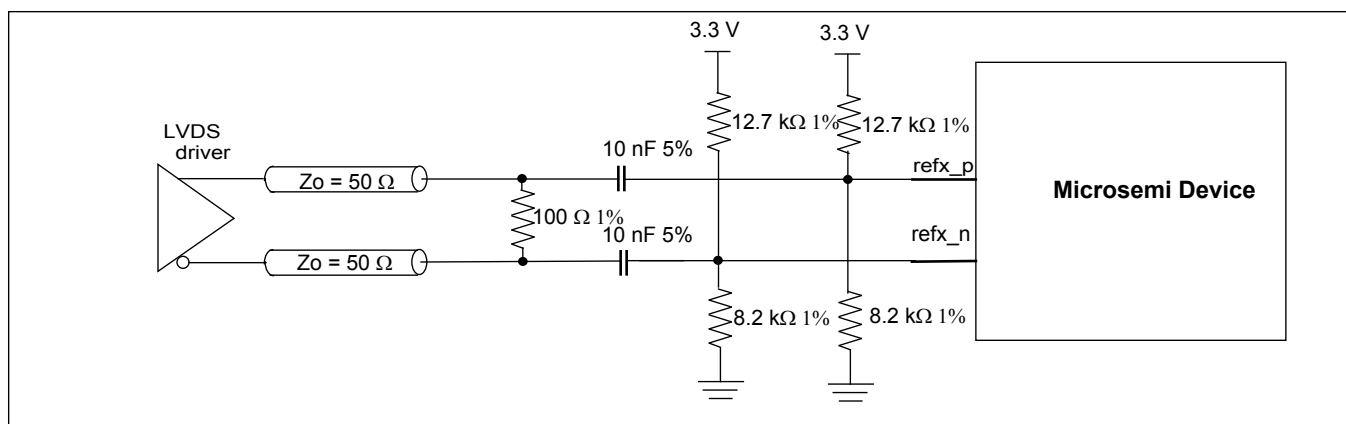 3.3 V
3.3 V
LVDS
driver
12.7 kΩ 1%
12.7 kΩ 1%
10 nF 5%
refx_p
Zo = 50 Ω
Microsemi Device
100 Ω 1%
10 nF 5%
refx_n
Zo = 50 Ω
8.2 kΩ 1%
8.2 kΩ 1%